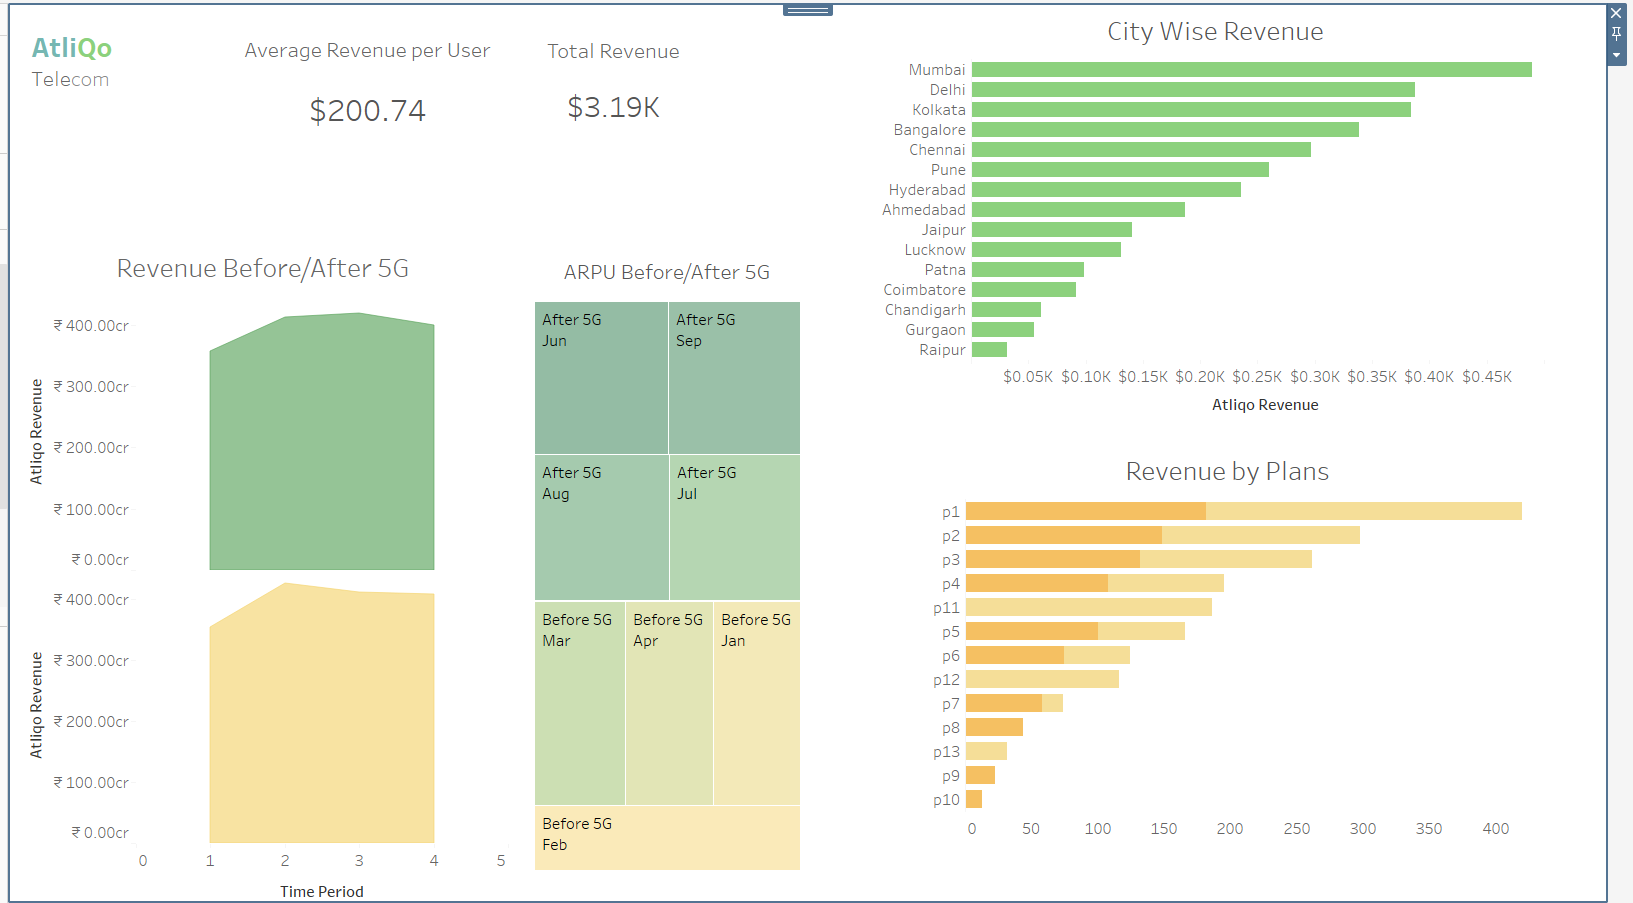 AtliQo
Telecom
Average Revenue per User
$200.74
Total Revenue
$3.19K
City Wise Revenue
Mumbai
Delhi
Kolkata
Bangalore
Chennai
Pune
Hyderabad
Ahmedabad
Jaipur
Lucknow
Patna
Coimbatore
Chandigarh
Gurgaon
Raipur
$0.05K $0.10K $0.15K $0.20K $0.25K $0.30K $0.35K $0.40K $0.45K
Atliqo Revenue
Revenue Before/After 5G
Atliqo Revenue
₹ 400.00cr
₹ 300.00cr
₹ 200.00cr
₹ 100.00cr
₹ 0.00cr
Atliqo Revenue
₹ 400.00cr
₹ 300.00cr
₹ 200.00cr
₹ 100.00cr
₹ 0.00cr
0 1 2 3 4 5
Time Period
ARPU Before/After 5G
After 5G
Jun
After 5G
Sep
After 5G
Aug
After 5G
Jul
Before 5G
Mar
Before 5G
Apr
Before 5G
Jan
Before 5G
Feb
Revenue by Plans
p1
p2
p3
p4
p11
p5
p6
p12
p7
p8
p13
p9
p10
0 50 100 150 200 250 300 350 400